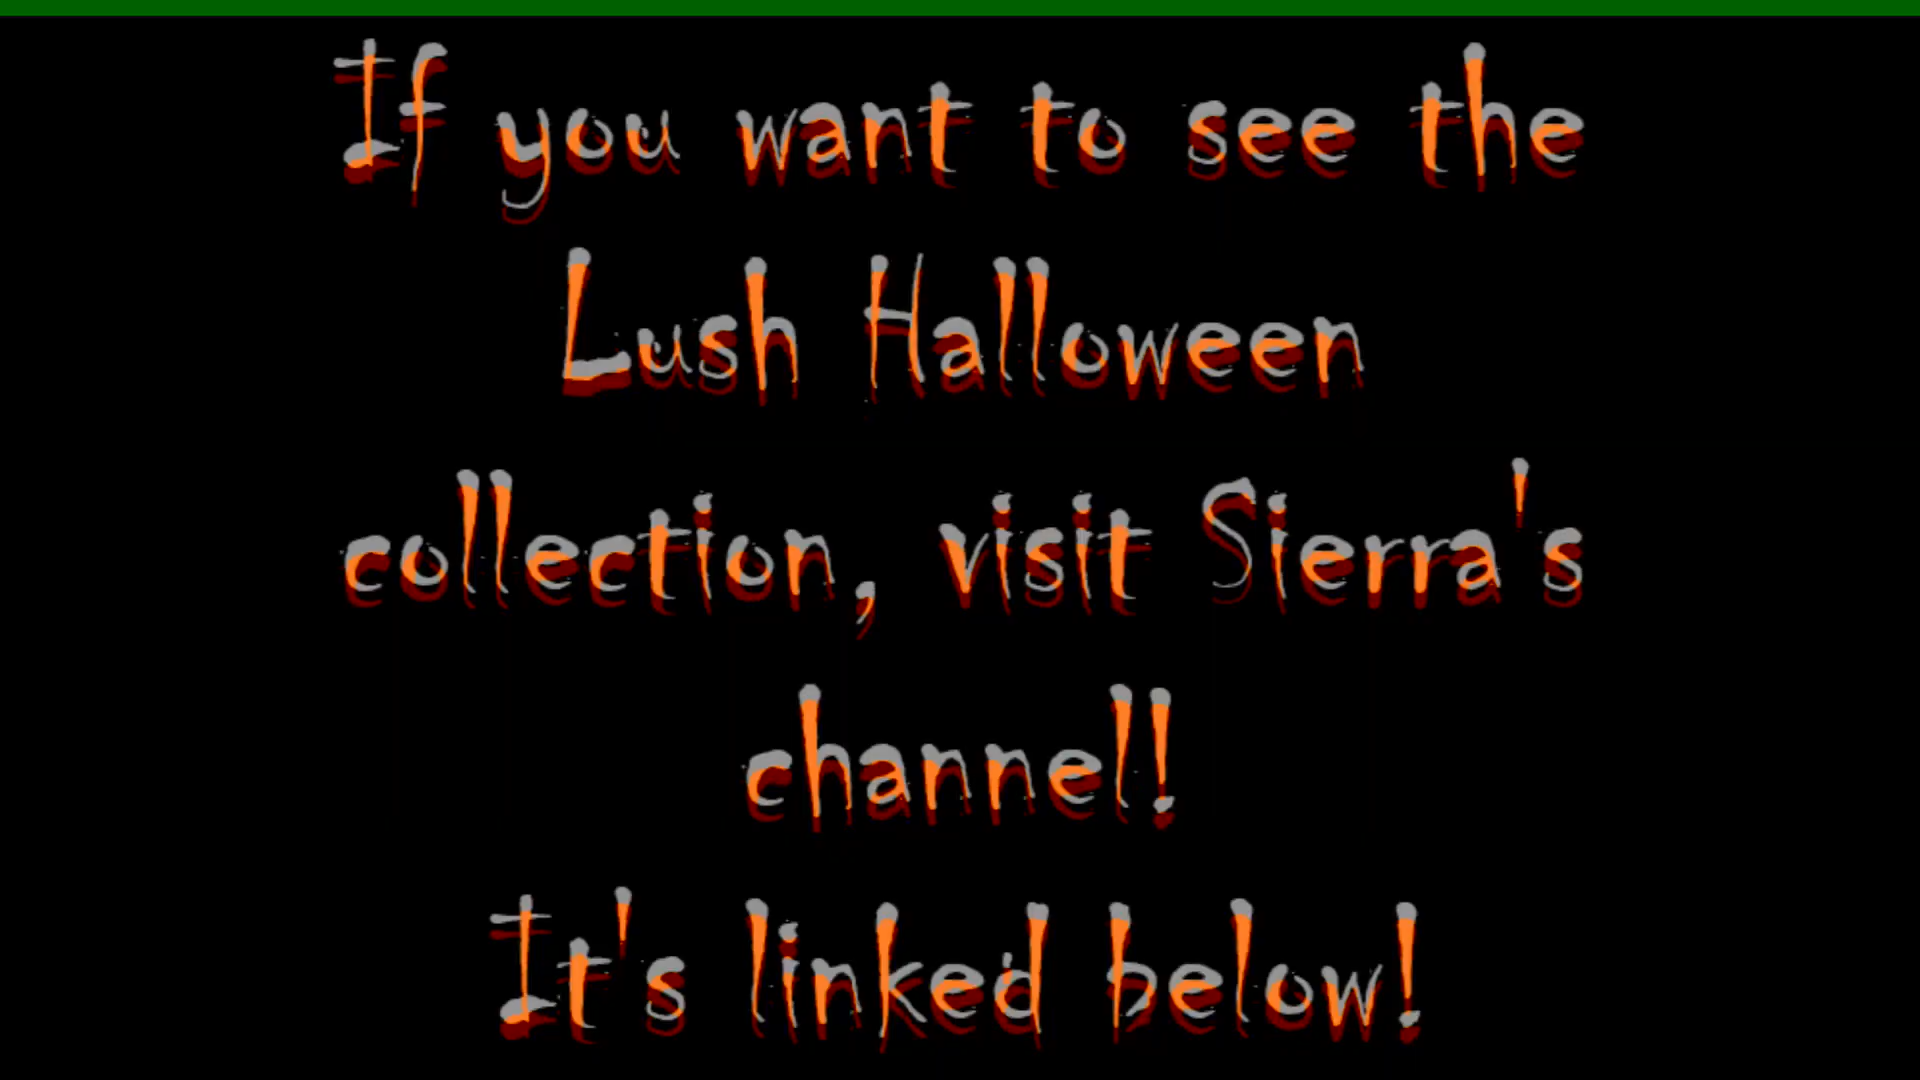 If you want to see the
Lush Halloween
collection, visit Sierra's
channel!
It's linked below!